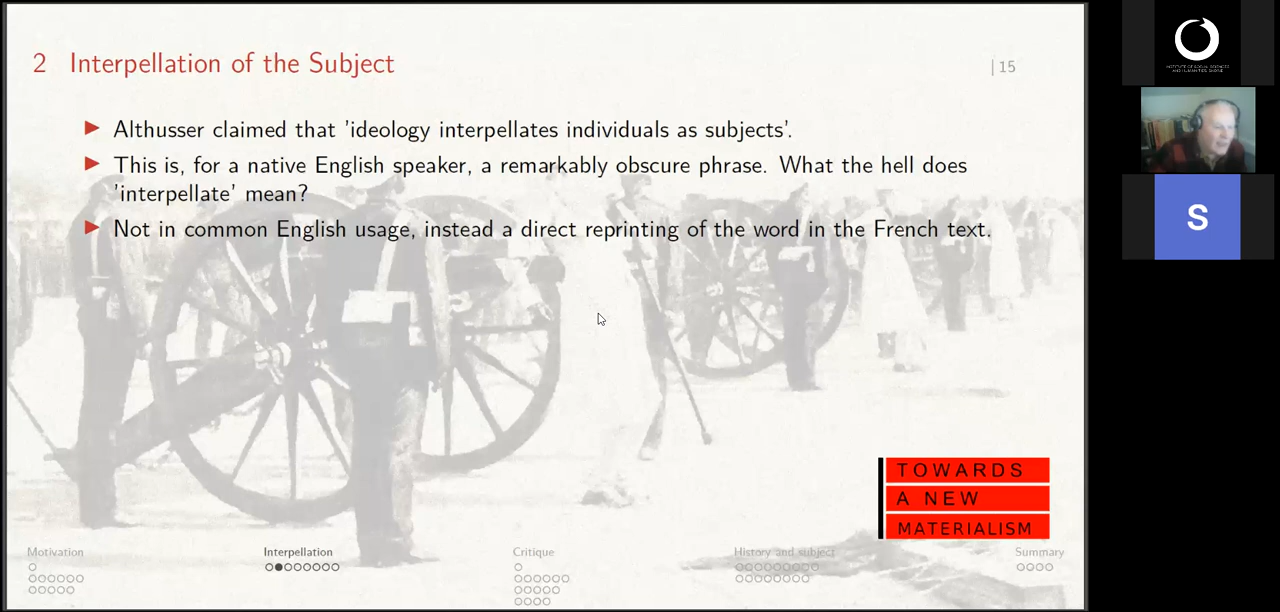 2 Interpellation of the Subject
| 15
▶ Althusser claimed that 'ideology interpellates individuals as subjects'.
▶ This is, for a native English speaker, a remarkably obscure phrase. What the hell does
'interpellate' mean?
▶ Not in common English usage, instead a direct reprinting of the word in the French text.
TOWARDS
A NEW
MATERIALISM
Motivation
Interpellation
Critique
History and subject
Summary
S